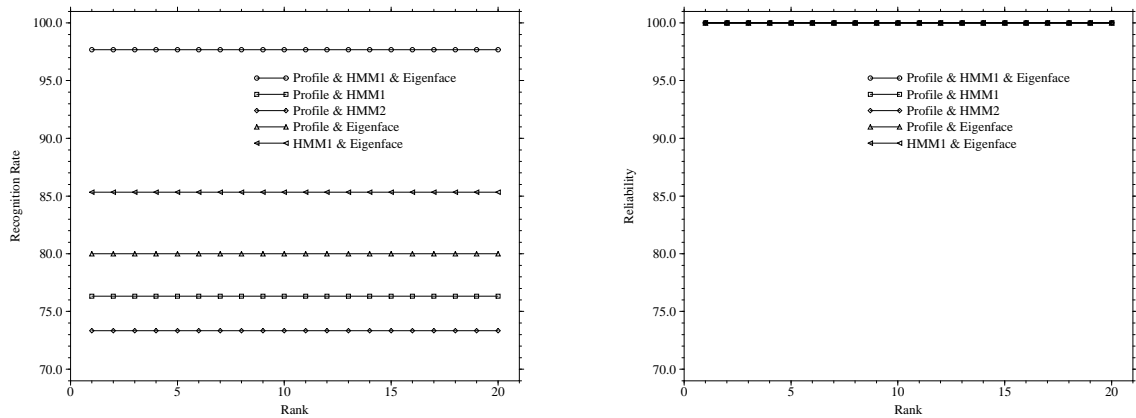 100.0
95.0
90.0
85.0
80.0
75.0
70.0
Recognition Rate
Profile & HMM1 & Eigenface
Profile & HMM1
Profile & HMM2
Profile & Eigenface
HMM1 & Eigenface
0 5 10 15 20
Rank
100.0
95.0
90.0
85.0
80.0
75.0
70.0
Reliability
Profile & HMM1 & Eigenface
Profile & HMM1
Profile & HMM2
Profile & Eigenface
HMM1 & Eigenface
0 5 10 15 20
Rank